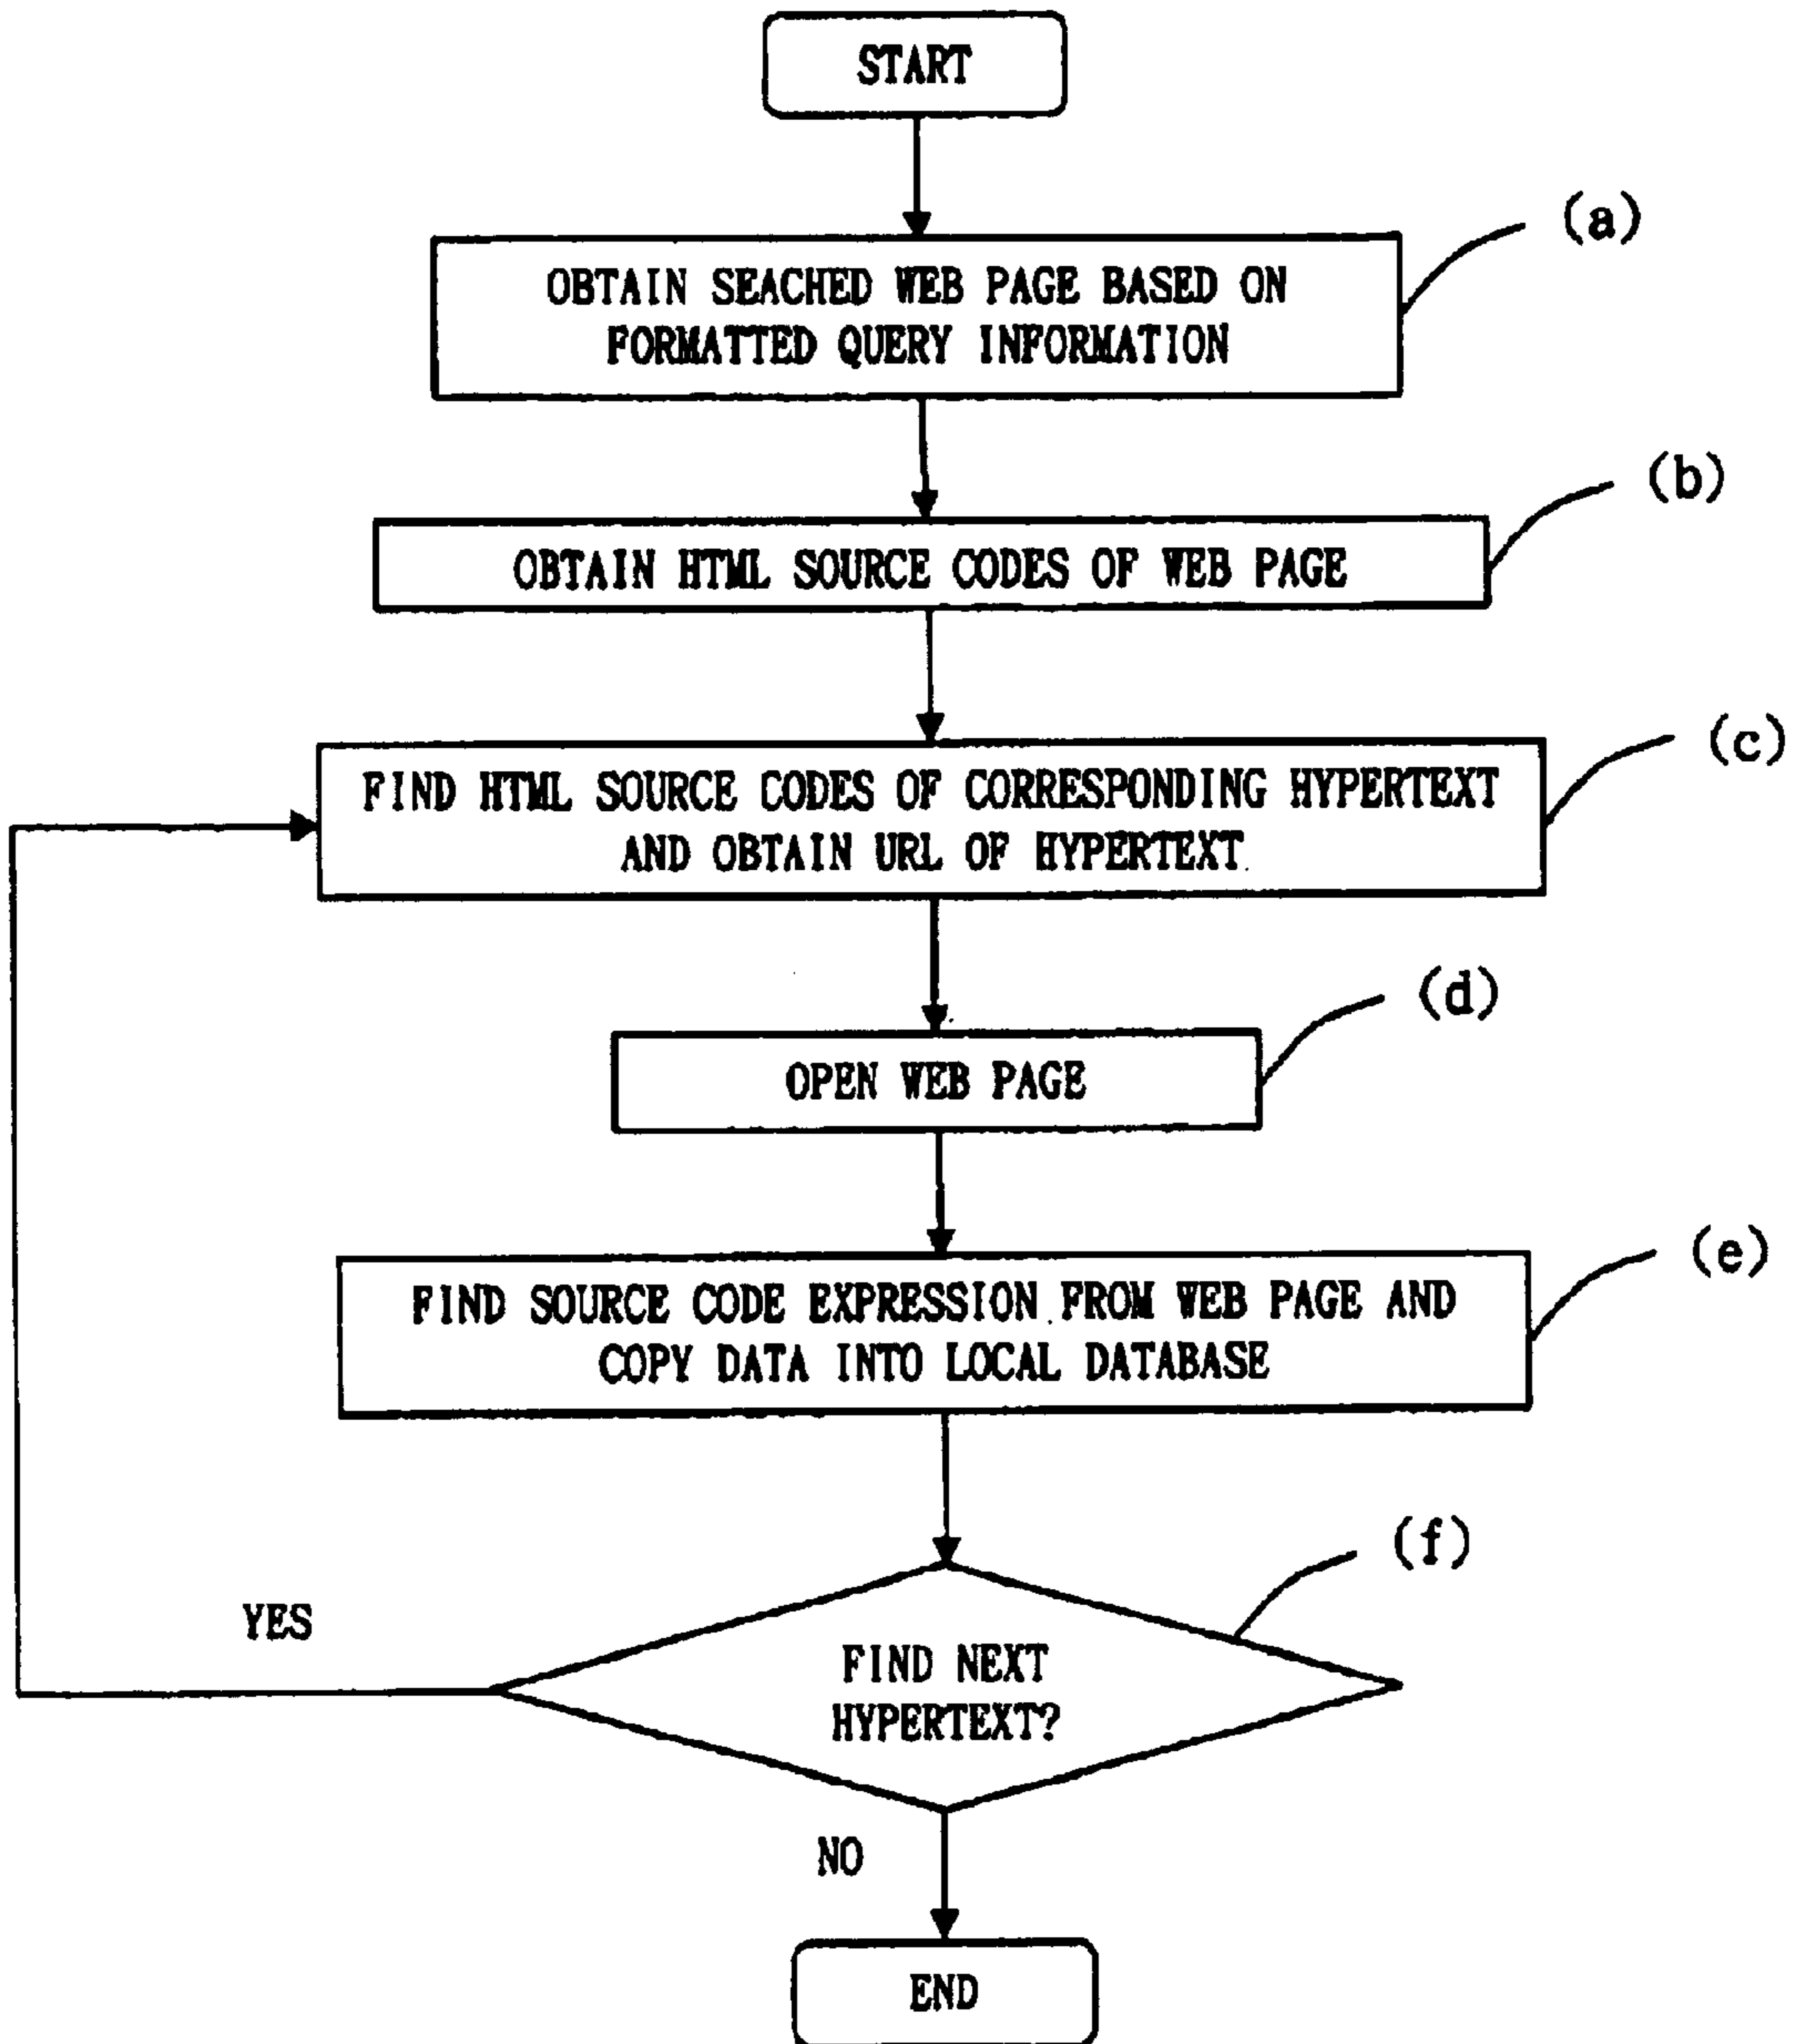 START
(a)
OBTAIN SEACHED WEB PAGE BASED ON
FORMATTED QUERY INFORMATION
(b)
OBTAIN HTML SOURCE CODES OF WEB PAGE
(c)
FIND HTML SOURCE CODES OF CORRESPONDING HYPERTEXT
AND OBTAIN URL OF HYPERTEXT
(d)
OPEN WEB PAGE
(e)
FIND SOURCE CODE EXPRESSION FROM WEB PAGE AND
COPY DATA INTO LOCAL DATABASE
(f)
YES
FIND NEXT
HYPERTEXT?
NO
END